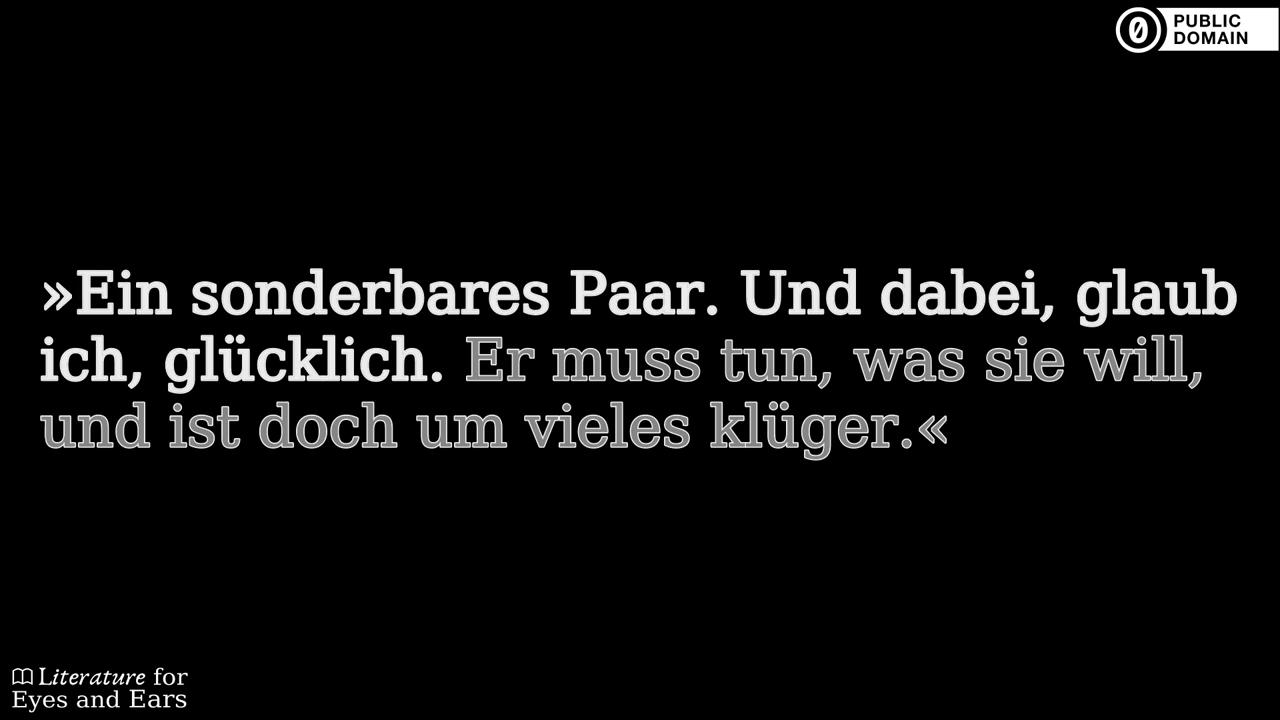 PUBLIC
DOMAIN
»Ein sonderbares Paar. Und dabei, glaub
ich, glücklich. Er muss tun, was sie will,
und ist doch um vieles klüger.«
Literature for
Eyes and Ears